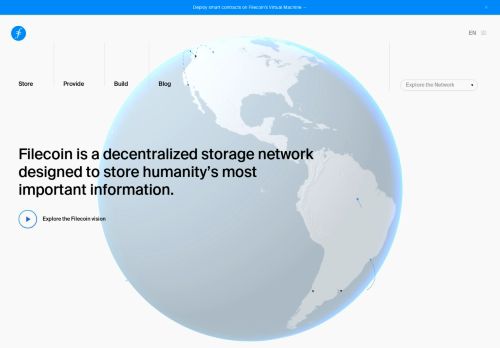 Deploy smart contracts on Filecoin's Virtual Machine →
EN
Store
Provide
Build
Blog
Explore the Network
Filecoin is a decentralized storage network
designed to store humanity's most
important information.
Explore the Filecoin vision